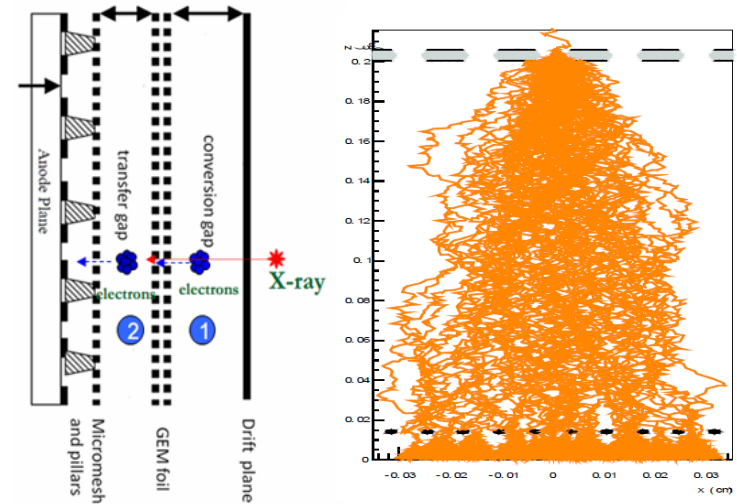 Anode Plane
transfer gap
conversion gap
electrons
electrons
X-ray
2
1
Micromesh
and pillars
GEM foil
Drift plane
0.2
0.18
0.16
0.14
0.12
0.1
0.08
0.06
0.04
0.02
0
-0.03
-0.02
-0.01
0
0.01
0.02
0.03
x (cm)